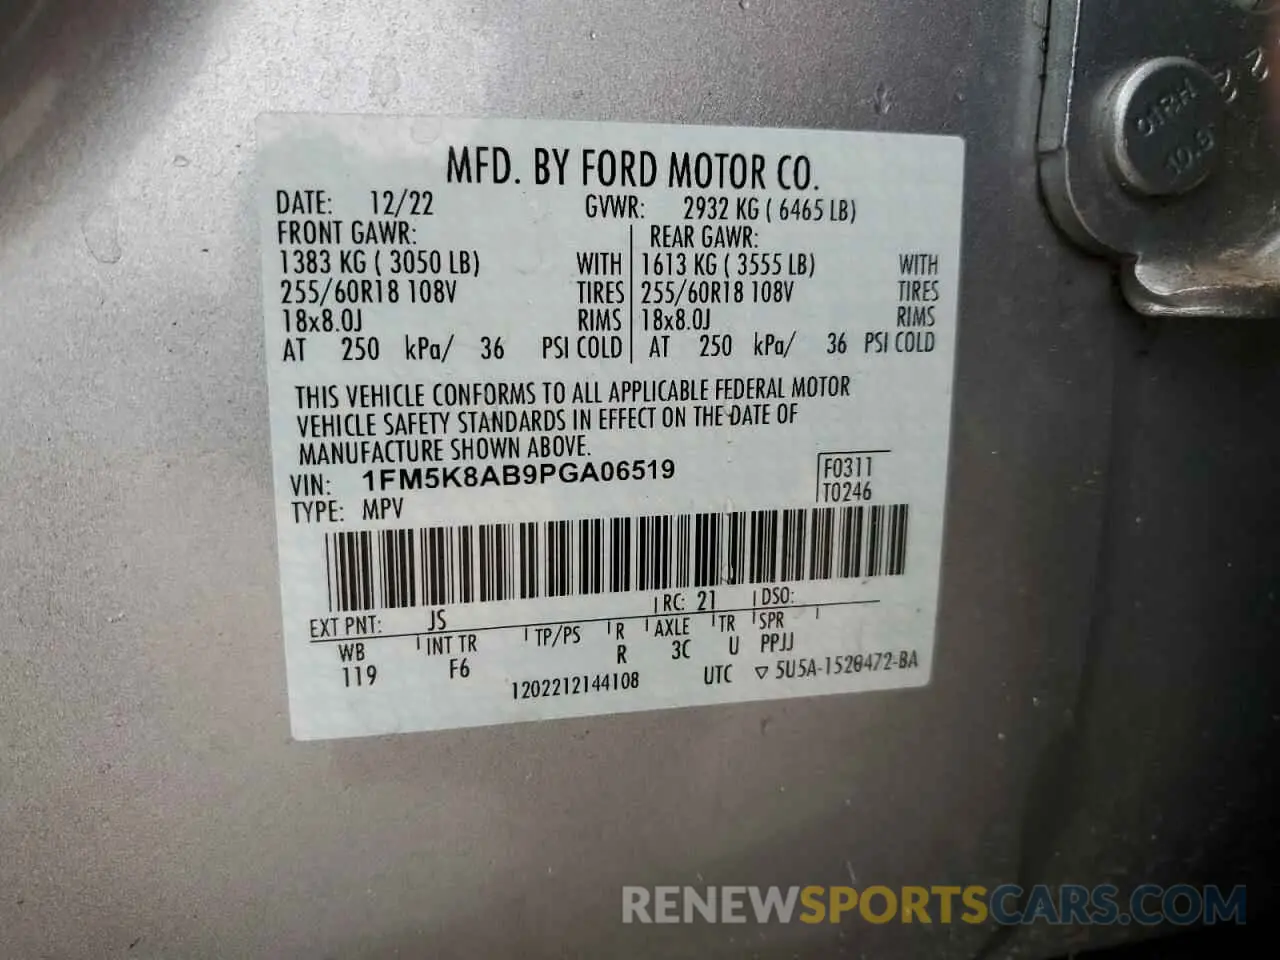 MFD. BY FORD MOTOR CO.
DATE: 12/22 GVWR: 2932 KG ( 6465 LB)
FRONT GAWR: REAR GAWR:
1383 KG ( 3050 LB) WITH 1613 KG ( 3555 LB) WITH
255/60R18 108V TIRES 255/60R18 108V TIRES
18x8.0J RIMS 18x8.0J RIMS
AT 250 kPa/ 36 PSI COLD AT 250 kPa/ 36 PSI COLD
THIS VEHICLE CONFORMS TO ALL APPLICABLE FEDERAL MOTOR
VEHICLE SAFETY STANDARDS IN EFFECT ON THE DATE OF
MANUFACTURE SHOWN ABOVE.
VIN: 1FM5K8AB9PGA06519 F0311
TYPE: MPV T0246
EXT PNT: JS RC: 21 DSO:
WB INT TR TP/PS R AXLE TR SPR
119 F6 R 3C U PPJJ
1202212144108 UTC ▽ 5U5A-1520472-BA
RENEWSPORTSCARS.COM